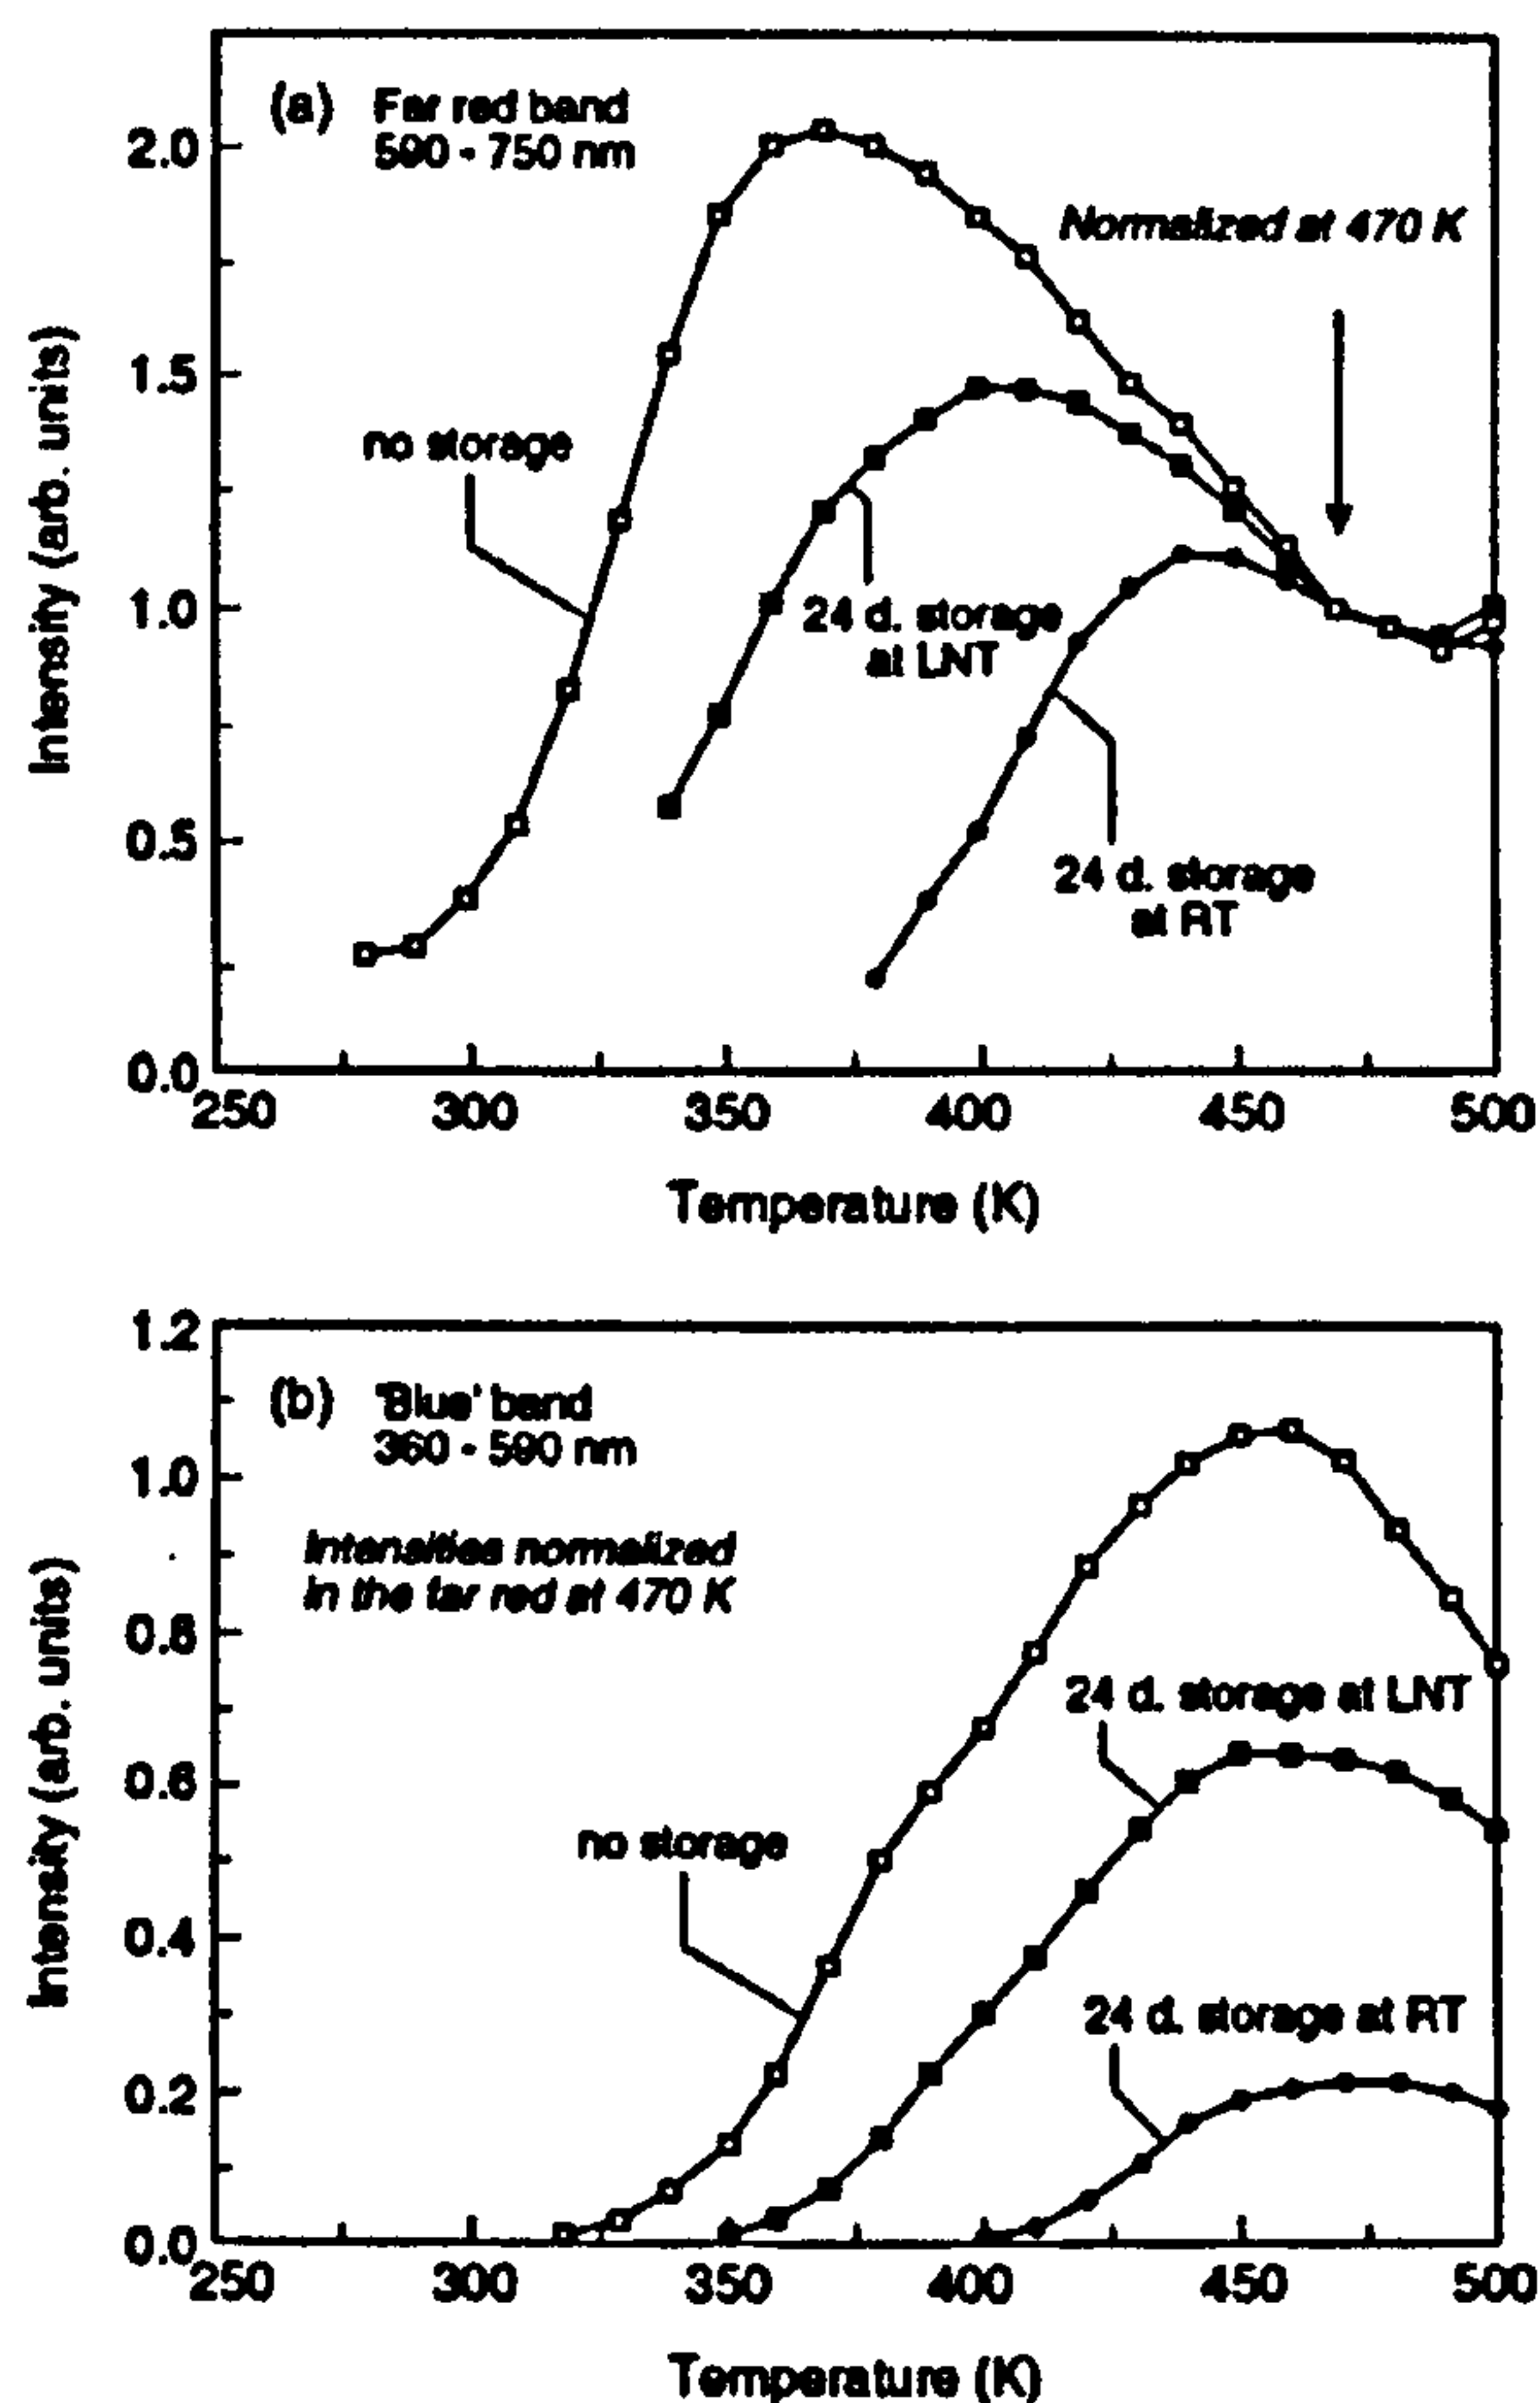 (a) Far red band
590 - 750 nm
Normalized at 470 K
no storage
24 d. storage
at LNT
24 d. storage
at RT
Intensity (arb. units)
2.0
1.5
1.0
0.5
0.0
250 300 350 400 450 500
Temperature (K)
(b) 'Blue' band
360 - 590 nm
Intensities normalized
in the far red at 470 K
24 d. storage at LNT
no storage
24 d. storage at RT
Intensity (arb. units)
1.2
1.0
0.8
0.6
0.4
0.2
0.0
250 300 350 400 450 500
Temperature (K)